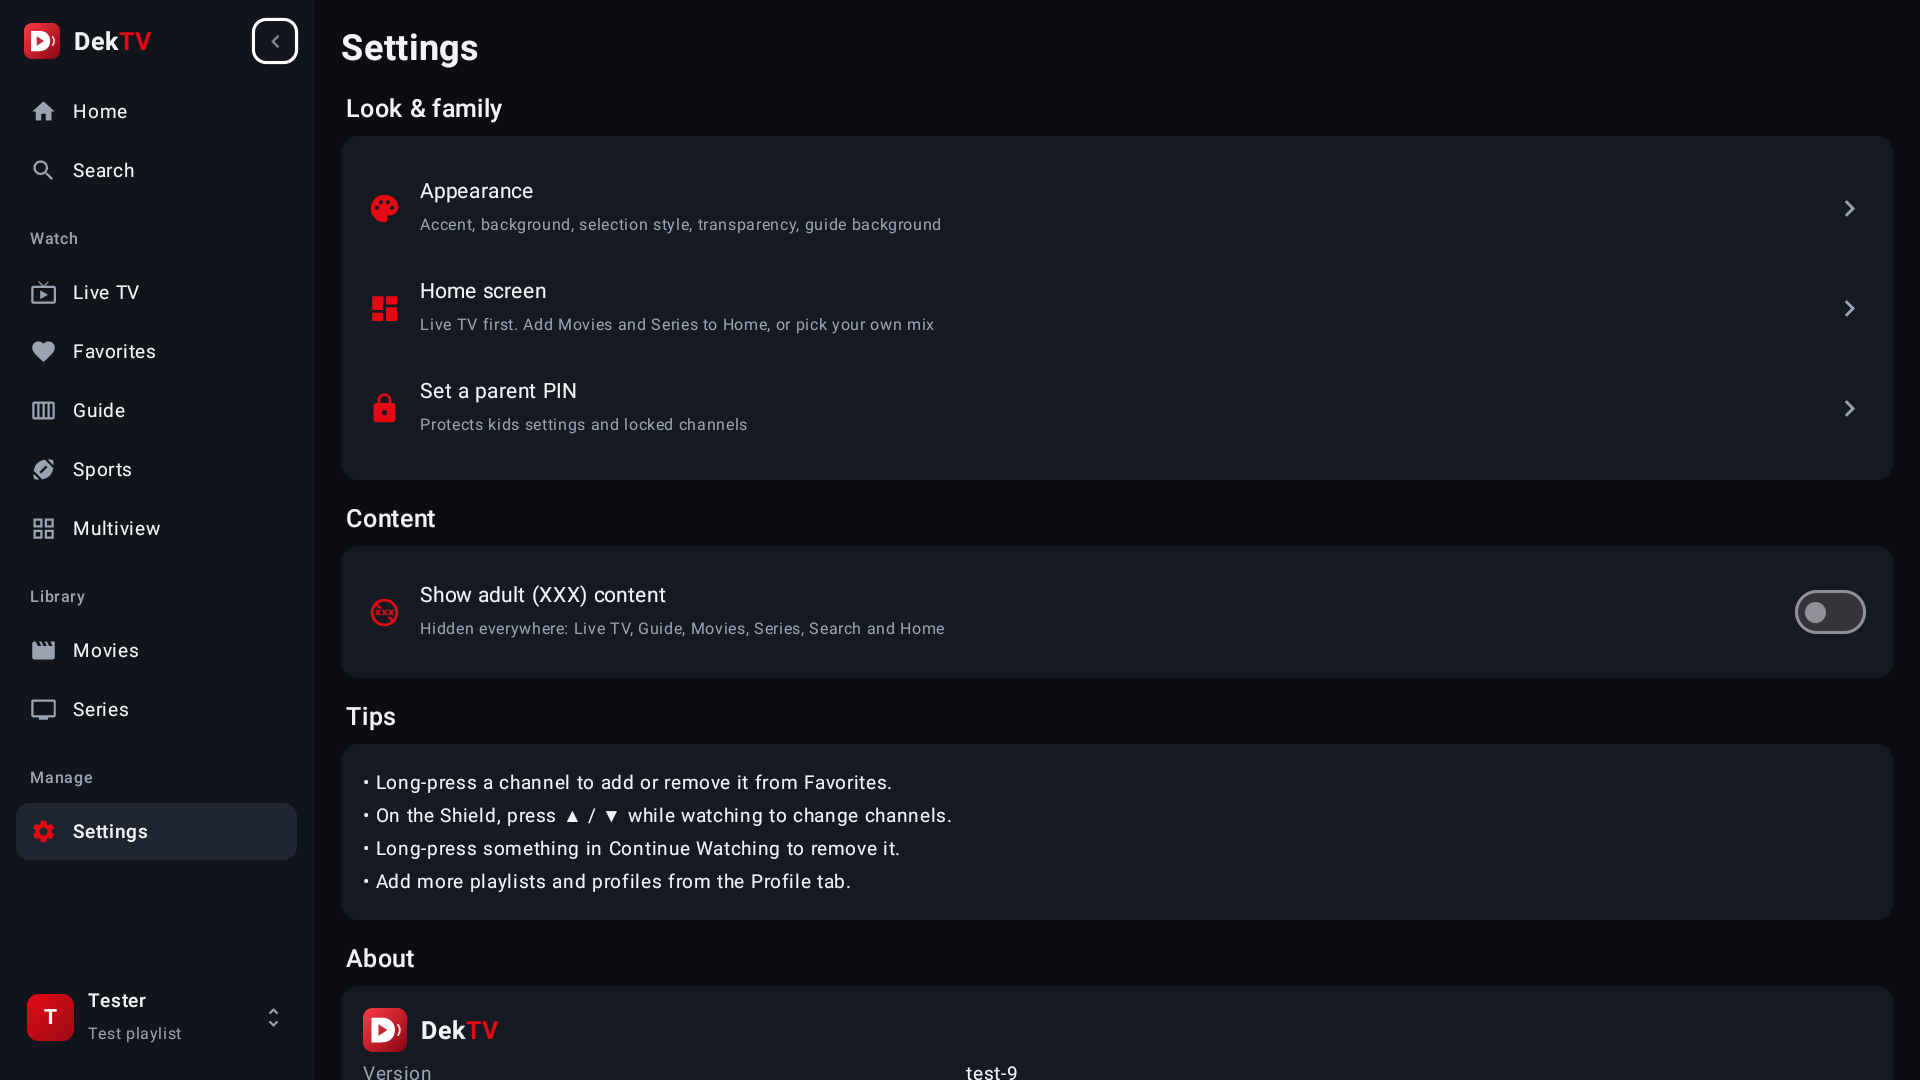 DekTV
Home
Search
Watch
Live TV
Favorites
Guide
Sports
Multiview
Library
Movies
Series
Manage
Settings
T
Tester
Test playlist
Settings
Look & family
Appearance
Accent, background, selection style, transparency, guide background
Home screen
Live TV first. Add Movies and Series to Home, or pick your own mix
Set a parent PIN
Protects kids settings and locked channels
Content
XXX
Show adult (XXX) content
Hidden everywhere: Live TV, Guide, Movies, Series, Search and Home
Tips
• Long-press a channel to add or remove it from Favorites.
• On the Shield, press ▲ / ▼ while watching to change channels.
• Long-press something in Continue Watching to remove it.
• Add more playlists and profiles from the Profile tab.
About
DekTV
Version test-9